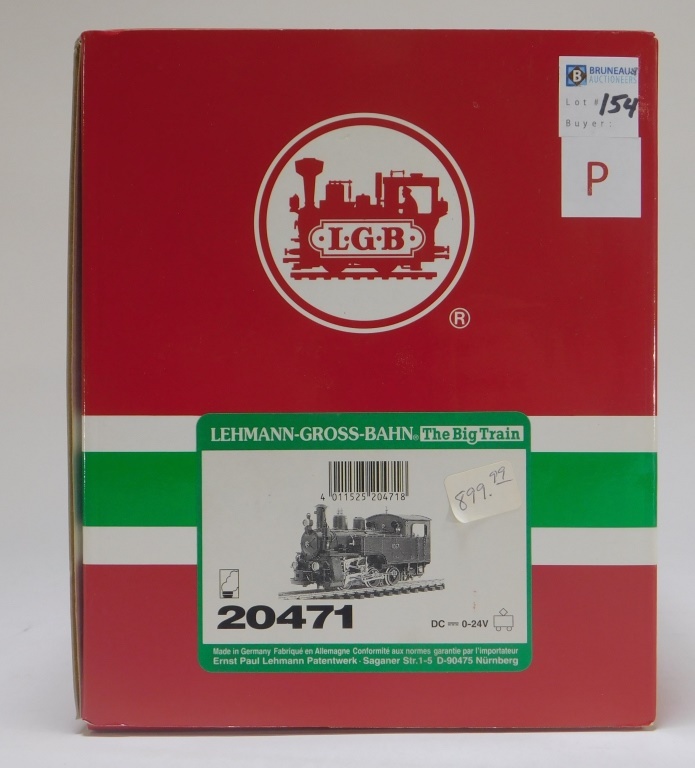 BRUNEAU &
AUCTIONEERS
Lot # 154
Buyer:
P
L·G·B
®
LEHMANN-GROSS-BAHN® The Big Train
4 011525 204718
899.99
20471
DC 0-24V
Made in Germany Fabriqué en Allemagne Conformité aux normes garantie par l'importateur
Ernst Paul Lehmann Patentwerk · Saganer Str. 1-5 D-90475 Nürnberg